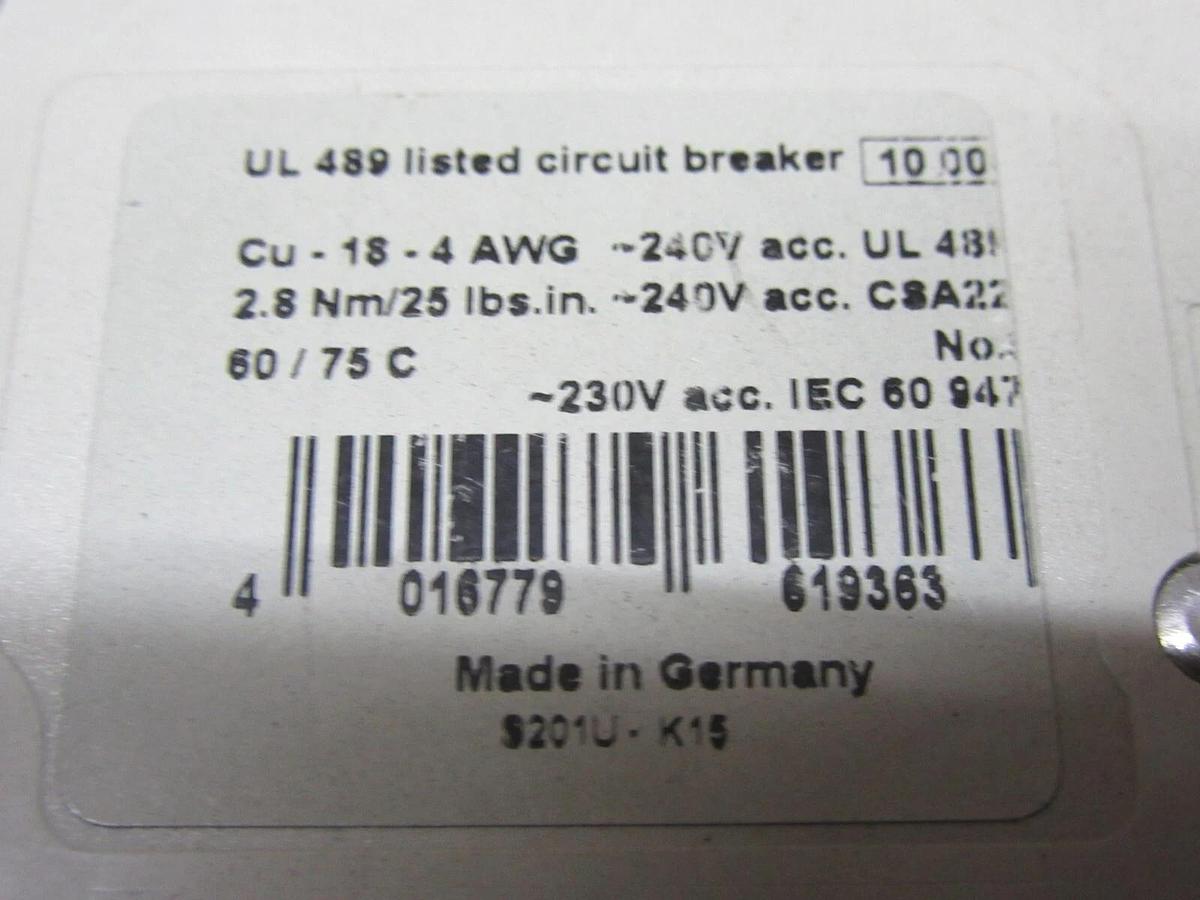 UL 489 listed circuit breaker 10 00
Cu - 18 - 4 AWG ~240V acc. UL 489
2.8 Nm/25 lbs.in. ~240V acc. CSA22
No.
60 / 75 C
~230V acc. IEC 60 947
4 016779 619363
Made in Germany
S201U - K15